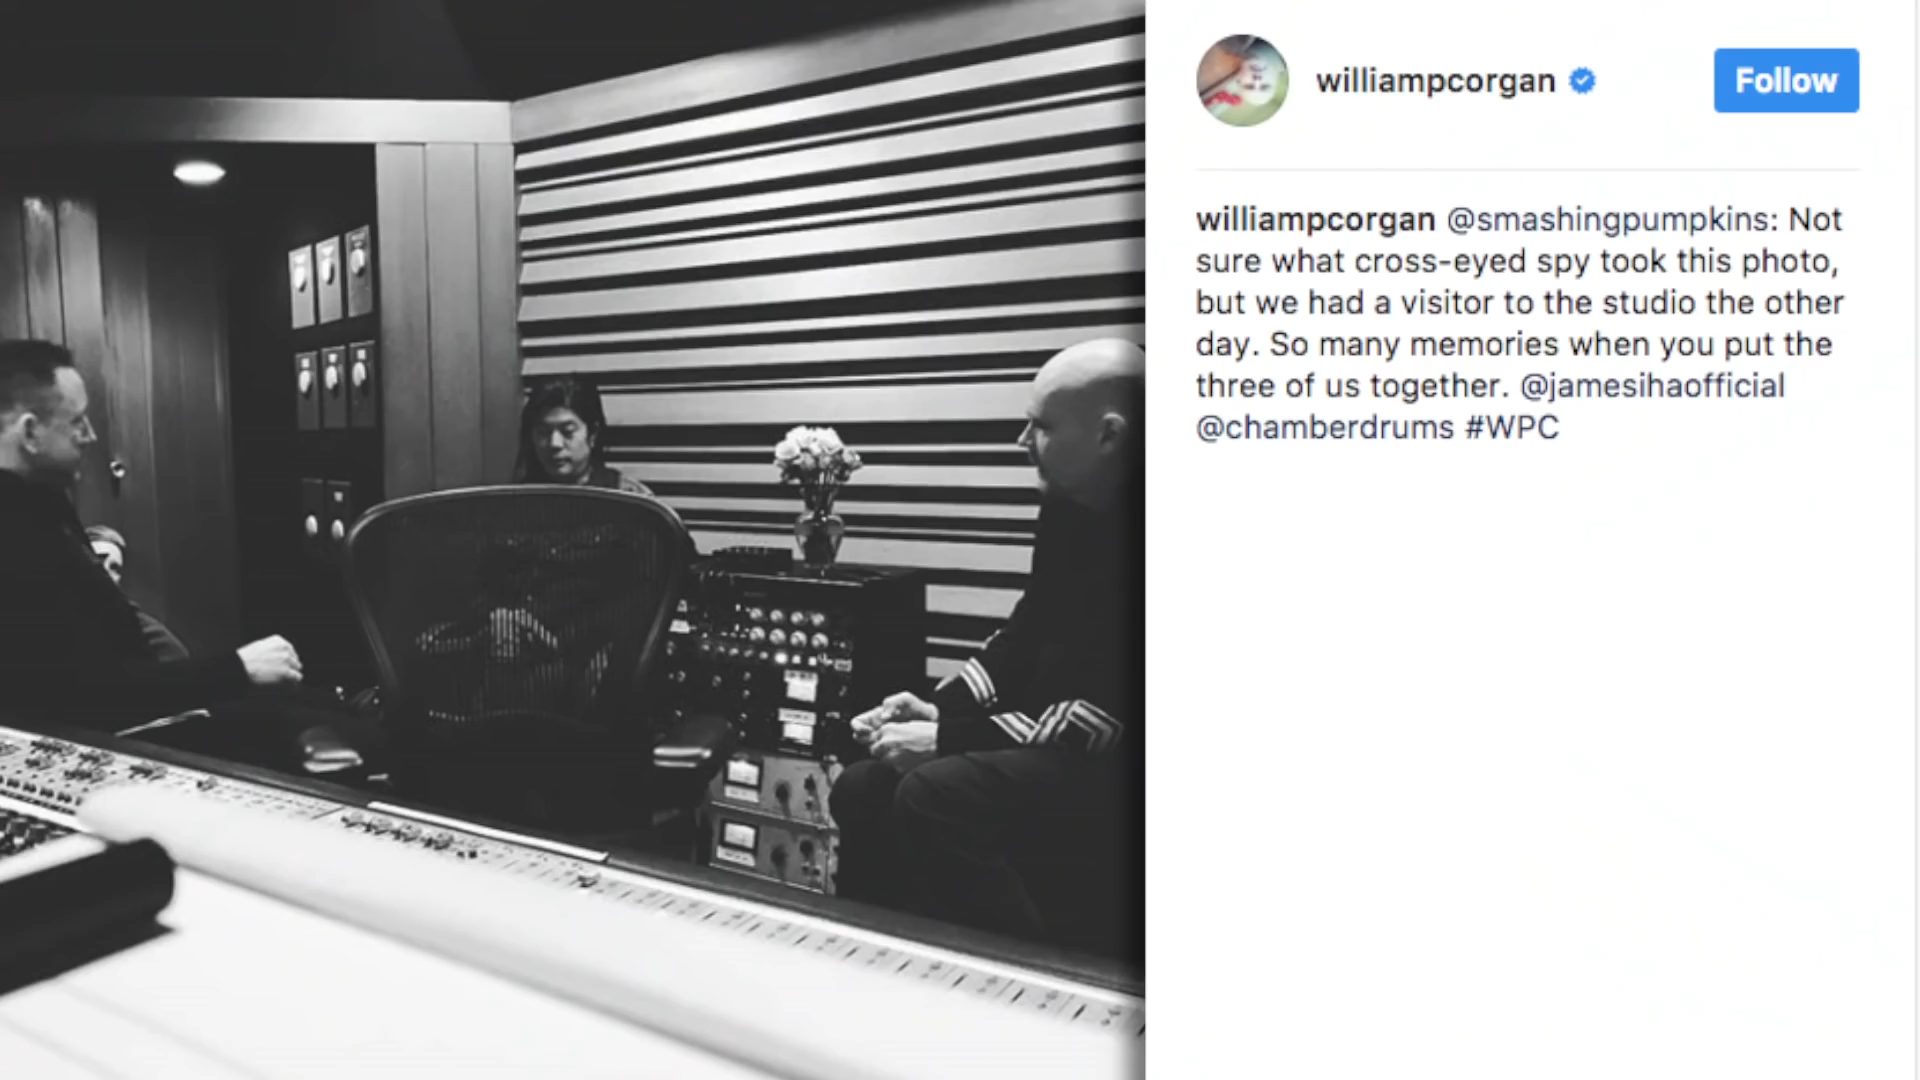 williampcorgan
Follow
williampcorgan @smashingpumpkins: Not
sure what cross-eyed spy took this photo,
but we had a visitor to the studio the other
day. So many memories when you put the
three of us together. @jamesihaofficial
@chamberdrums #WPC